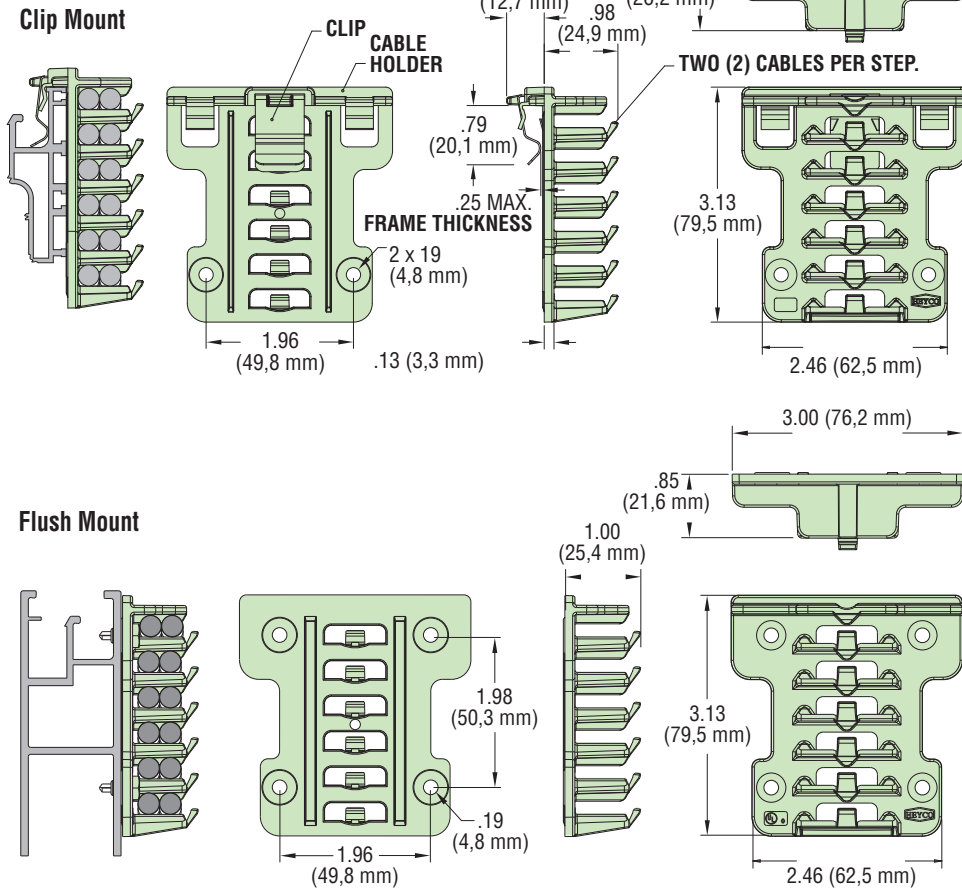 Clip Mount
CLIP
CABLE
HOLDER
(12,7 mm)
.98
(24,9 mm)
TWO (2) CABLES PER STEP.
.79
(20,1 mm)
.25 MAX.
FRAME THICKNESS
2 x 19
(4,8 mm)
1.96
(49,8 mm)
.13 (3,3 mm)
3.13
(79,5 mm)
HEYCO
2.46 (62,5 mm)
3.00 (76,2 mm)
.85
(21,6 mm)
Flush Mount
1.00
(25,4 mm)
1.98
(50,3 mm)
.19
(4,8 mm)
1.96
(49,8 mm)
3.13
(79,5 mm)
UL
HEYCO
2.46 (62,5 mm)